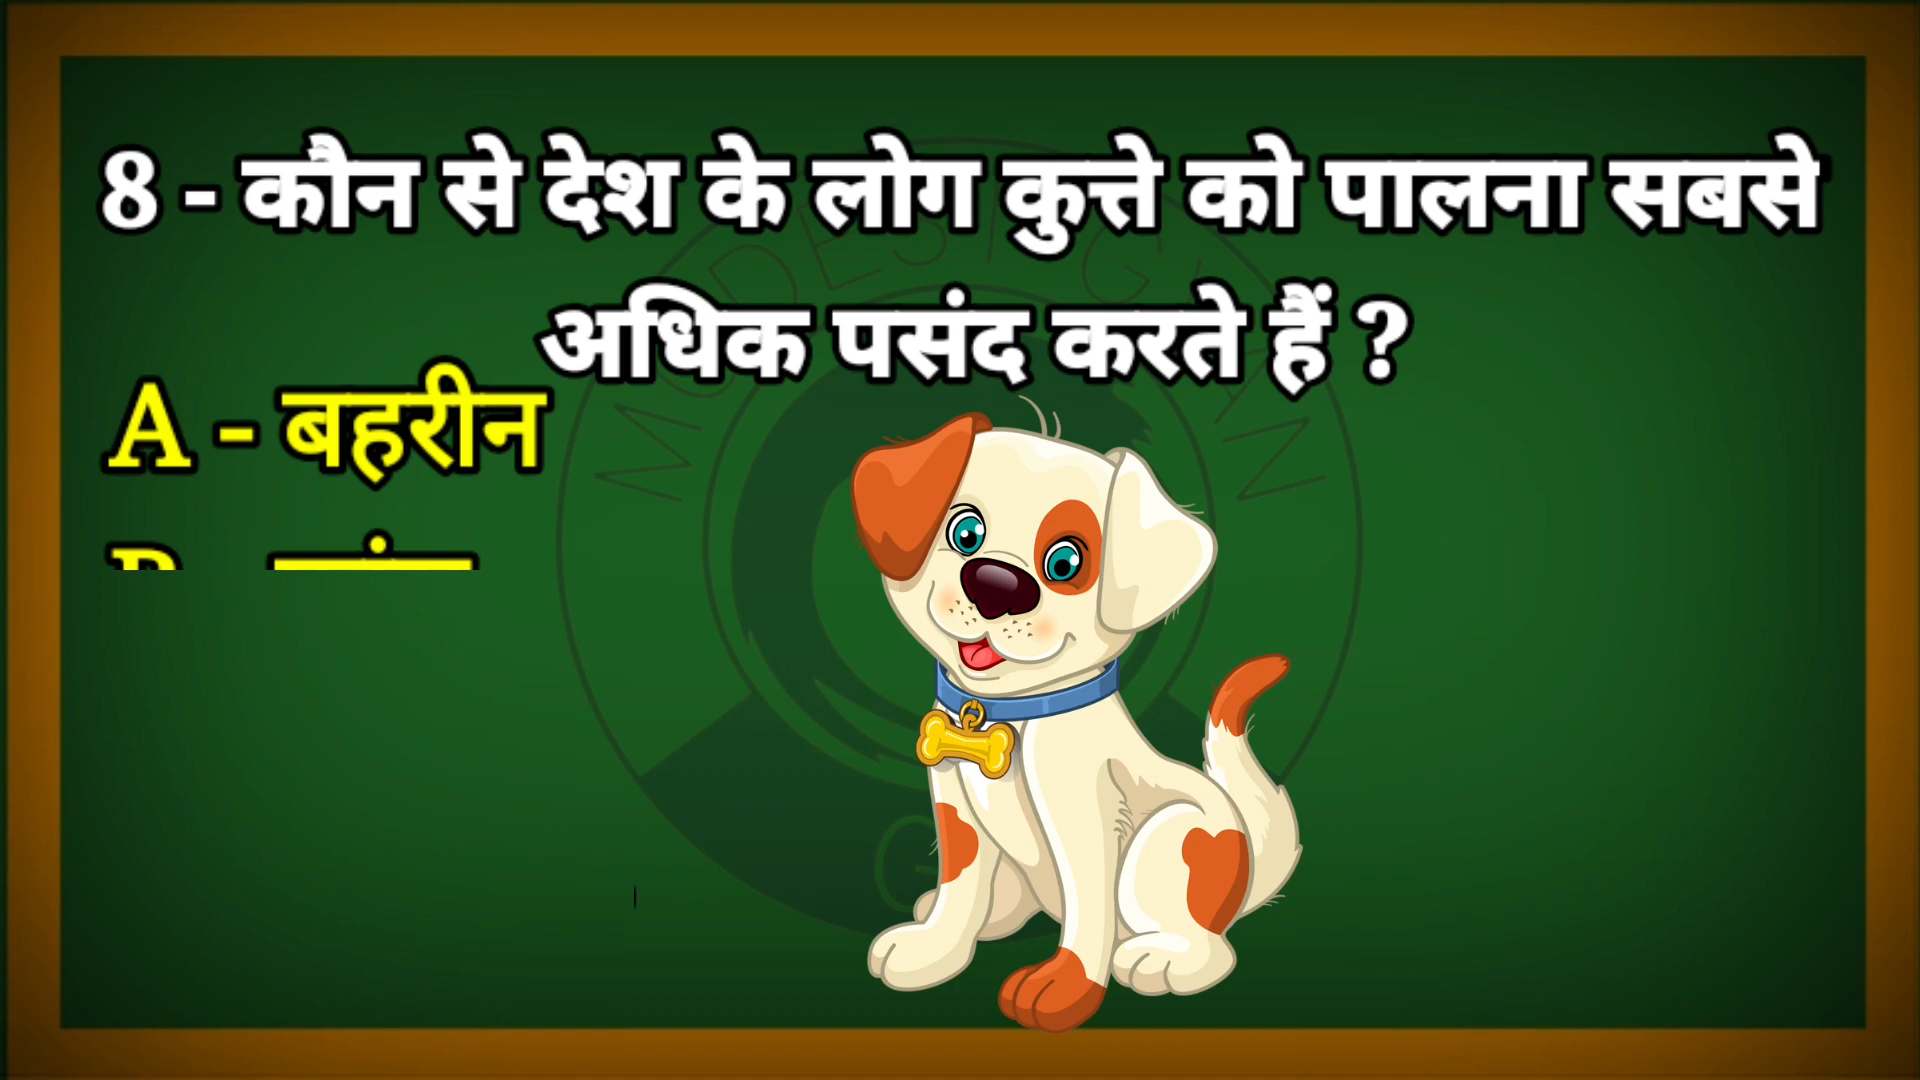 8 - कौन से देश के लोग कुत्ते को पालना सबसे
अधिक पसंद करते हैं ?
A - बहरीन